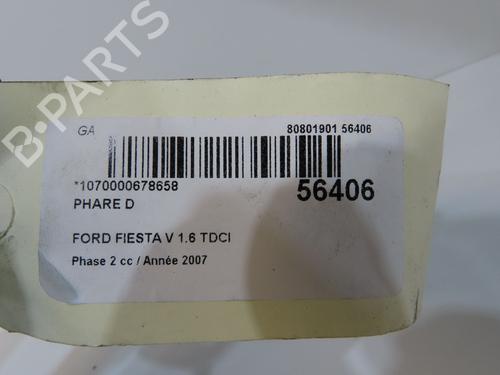 B-PARTS
GA
80801901 56406
*1070000678658
56406
PHARE D
FORD FIESTA V 1.6 TDCI
Phase 2 cc / Année 2007